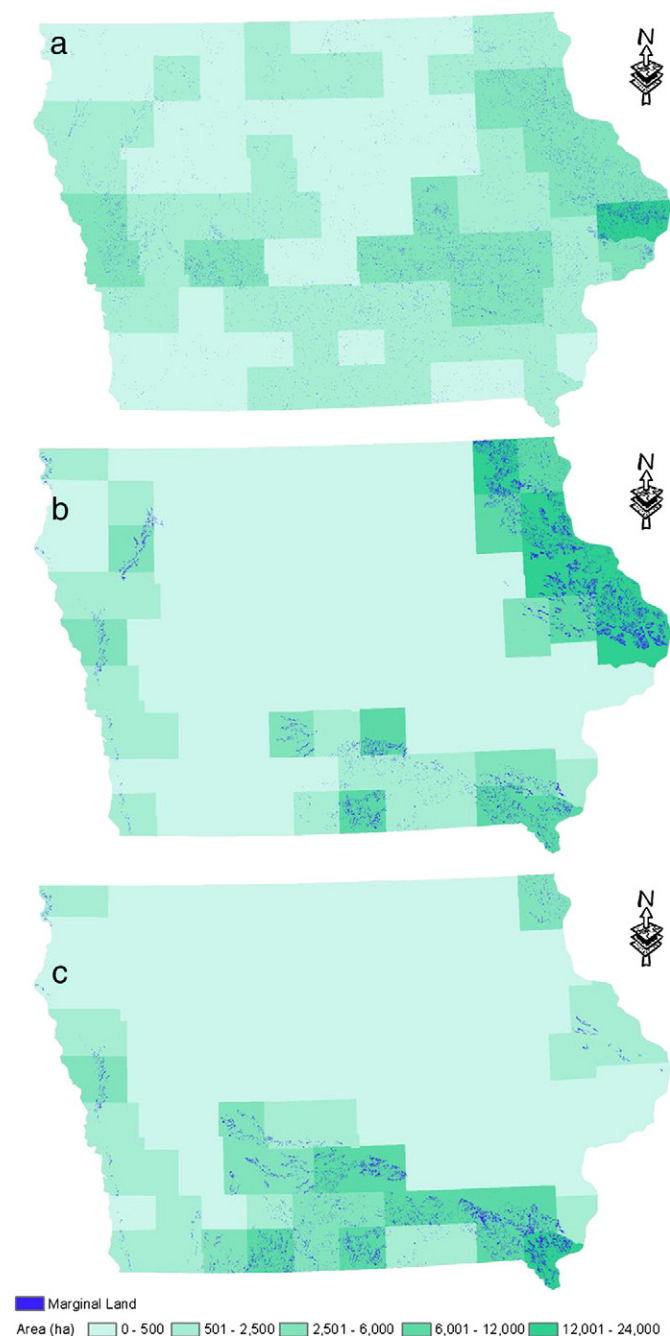 a
N
b
N
c
N
Marginal Land
Area (ha) 0 - 500 501 - 2,500 2,501 - 6,000 6,001 - 12,000 12,001 - 24,000